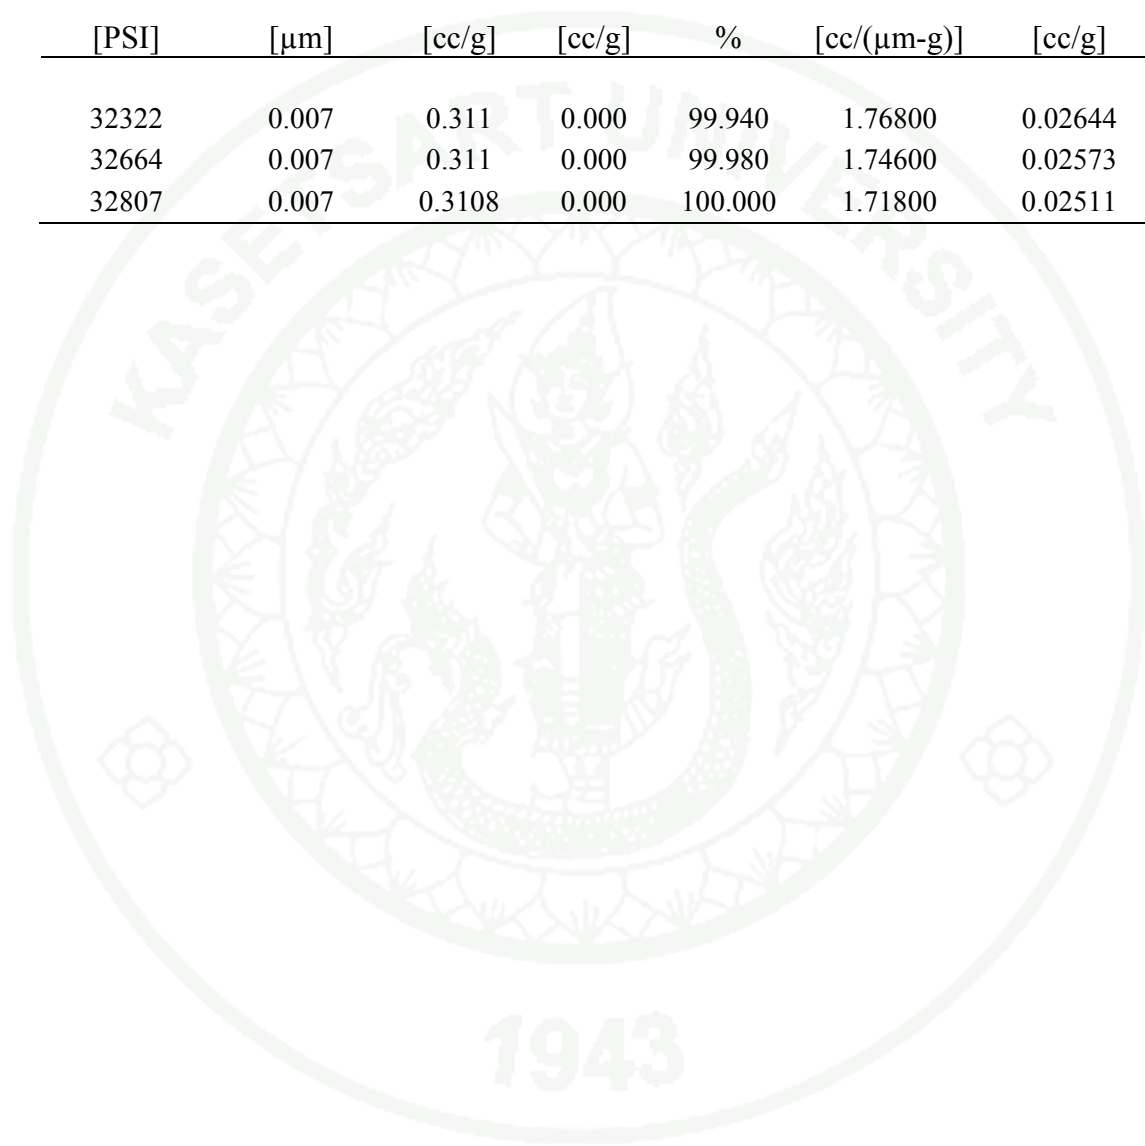 [PSI] [µm] [cc/g] [cc/g] % [cc/(µm-g)] [cc/g]
32322 0.007 0.311 0.000 99.940 1.76800 0.02644
32664 0.007 0.311 0.000 99.980 1.74600 0.02573
32807 0.007 0.3108 0.000 100.000 1.71800 0.02511
KASETSART UNIVERSITY
1943